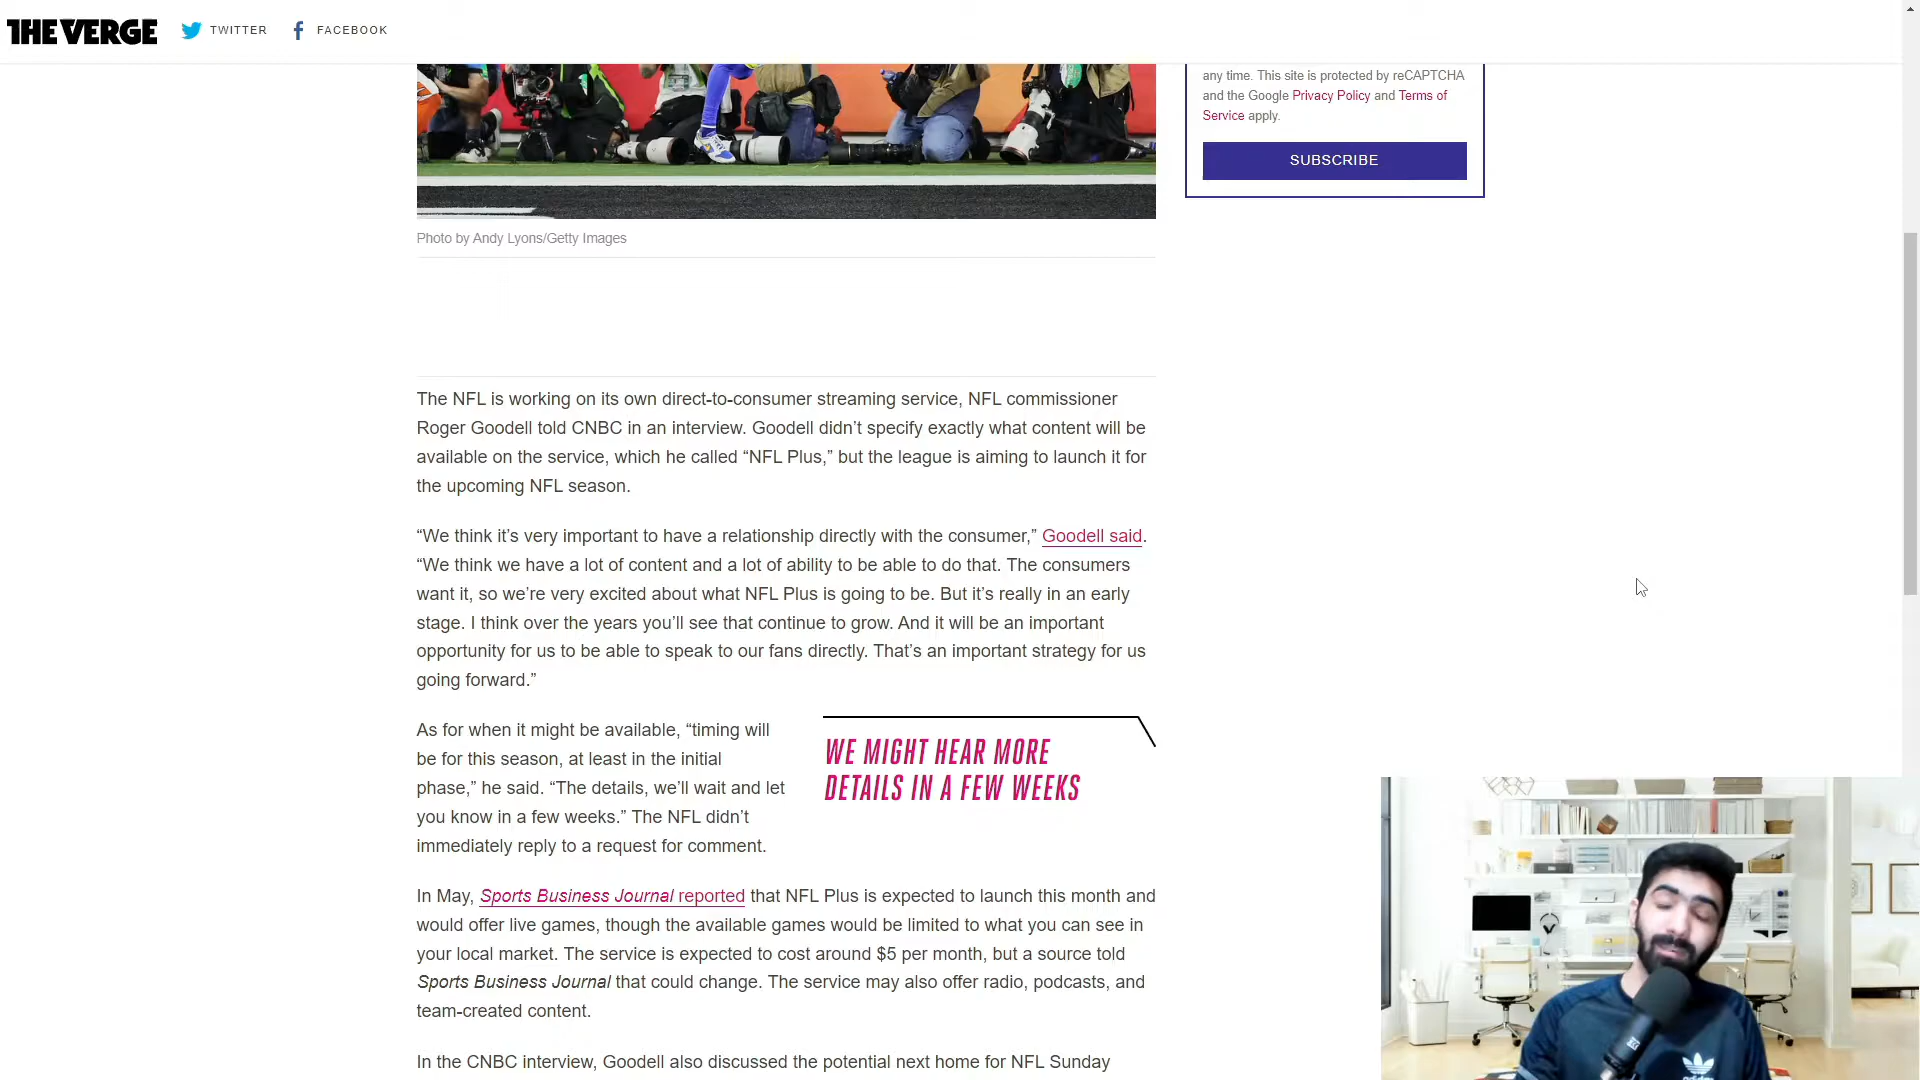 THE VERGE
TWITTER
FACEBOOK
any time. This site is protected by reCAPTCHA
and the Google Privacy Policy and Terms of
Service apply.
SUBSCRIBE
Photo by Andy Lyons/Getty Images
The NFL is working on its own direct-to-consumer streaming service, NFL commissioner
Roger Goodell told CNBC in an interview. Goodell didn’t specify exactly what content will be
available on the service, which he called “NFL Plus,” but the league is aiming to launch it for
the upcoming NFL season.
“We think it’s very important to have a relationship directly with the consumer,” Goodell said.
“We think we have a lot of content and a lot of ability to be able to do that. The consumers
want it, so we’re very excited about what NFL Plus is going to be. But it’s really in an early
stage. I think over the years you’ll see that continue to grow. And it will be an important
opportunity for us to be able to speak to our fans directly. That’s an important strategy for us
going forward.”
As for when it might be available, “timing will
be for this season, at least in the initial
phase,” he said. “The details, we’ll wait and let
you know in a few weeks.” The NFL didn’t
immediately reply to a request for comment.
WE MIGHT HEAR MORE
DETAILS IN A FEW WEEKS
In May, Sports Business Journal reported that NFL Plus is expected to launch this month and
would offer live games, though the available games would be limited to what you can see in
your local market. The service is expected to cost around $5 per month, but a source told
Sports Business Journal that could change. The service may also offer radio, podcasts, and
team-created content.
In the CNBC interview, Goodell also discussed the potential next home for NFL Sunday
adidas